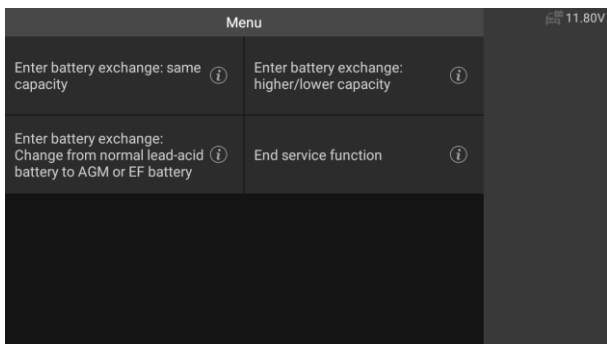 Menu
11.80V
Enter battery exchange: same
capacity
Enter battery exchange:
higher/lower capacity
Enter battery exchange:
Change from normal lead-acid
battery to AGM or EF battery
End service function